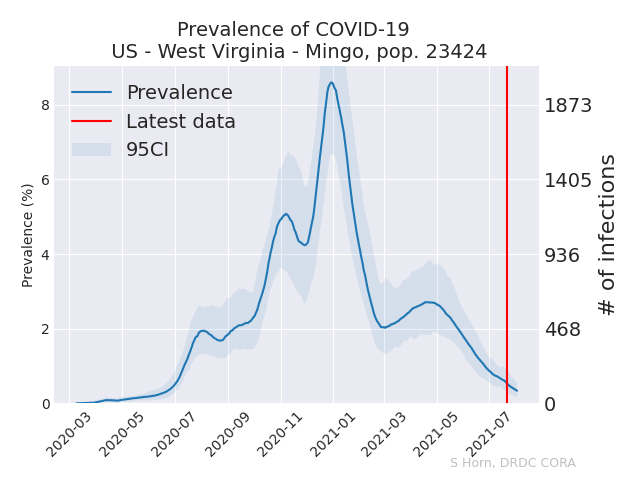 Prevalence of COVID-19
US - West Virginia - Mingo, pop. 23424
Prevalence
Latest data
95CI
Prevalence (%)
8
6
4
2
0
1873
1405
936
468
0
# of infections
2020-03
2020-05
2020-07
2020-09
2020-11
2021-01
2021-03
2021-05
2021-07
S Horn, DRDC CORA